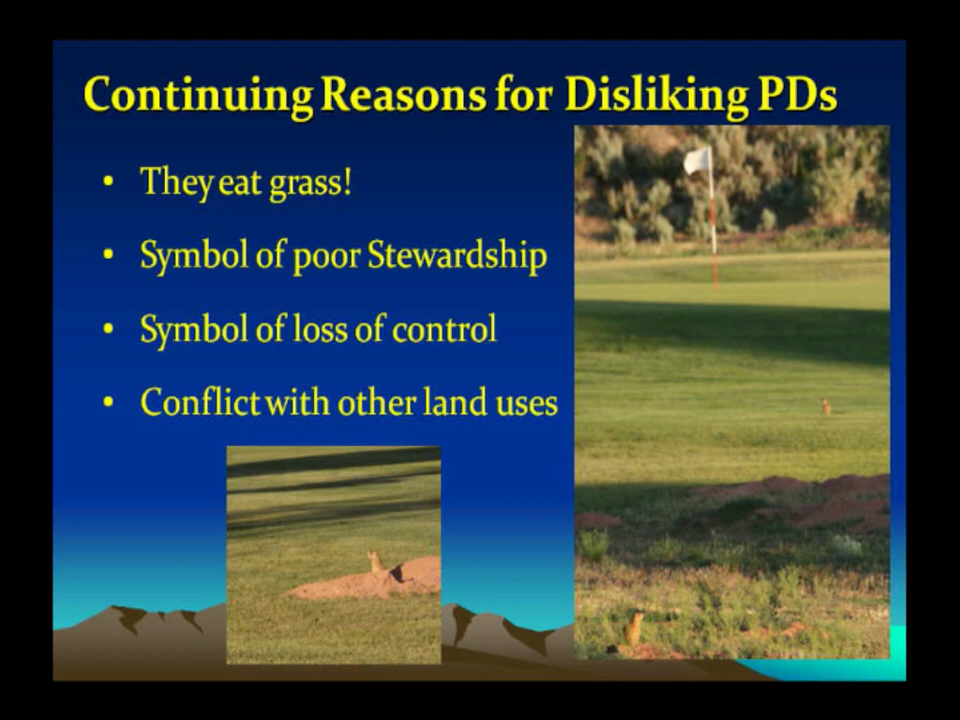 Continuing Reasons for Disliking PDs
• They eat grass!
• Symbol of poor Stewardship
• Symbol of loss of control
• Conflict with other land uses